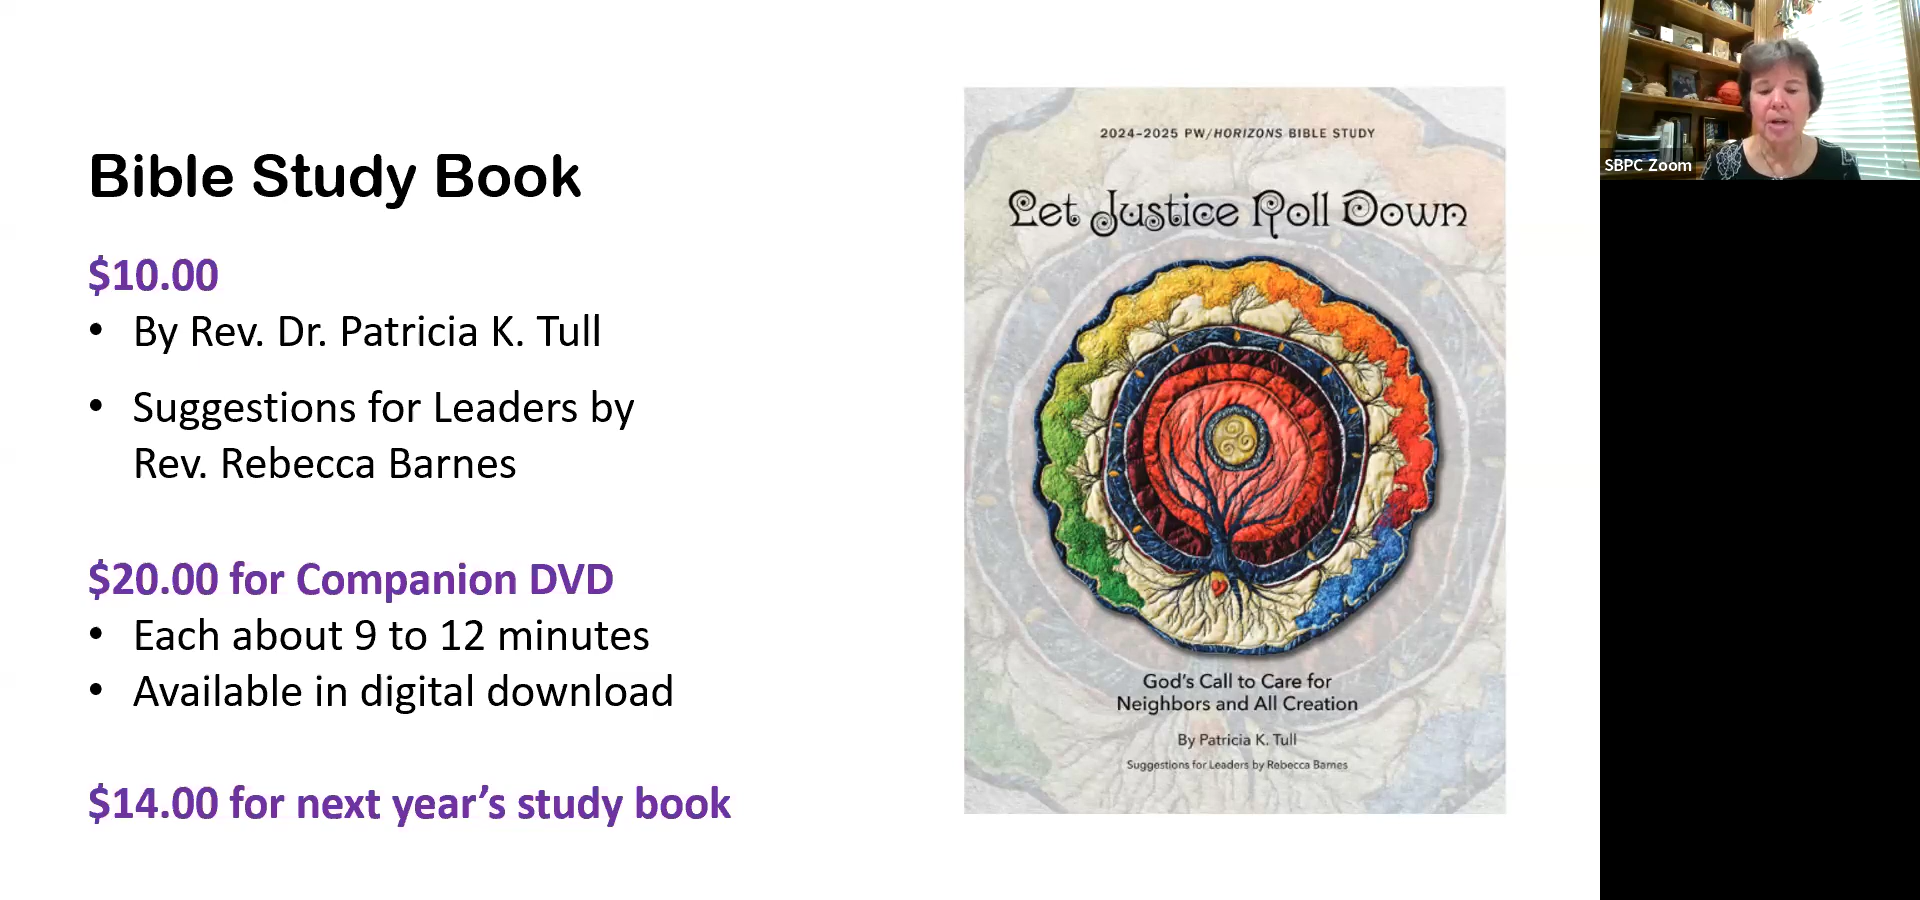 Bible Study Book
$10.00
• By Rev. Dr. Patricia K. Tull
• Suggestions for Leaders by
Rev. Rebecca Barnes
$20.00 for Companion DVD
• Each about 9 to 12 minutes
• Available in digital download
$14.00 for next year’s study book
2024–2025 PW/HORIZONS BIBLE STUDY
Let Justice Roll Down
God’s Call to Care for
Neighbors and All Creation
By Patricia K. Tull
Suggestions for Leaders by Rebecca Barnes
SBPC Zoom